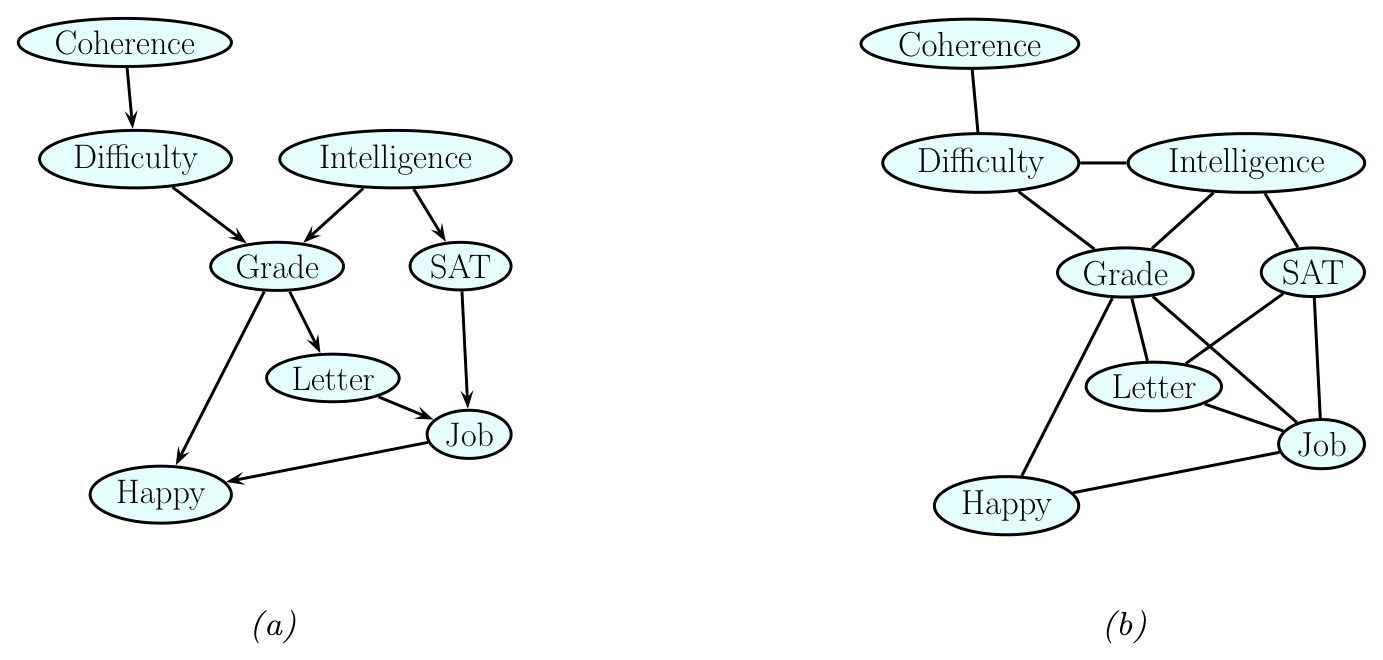 Coherence
Difficulty
Intelligence
Grade
SAT
Letter
Job
Happy
(a)
Coherence
Difficulty
Intelligence
Grade
SAT
Letter
Job
Happy
(b)